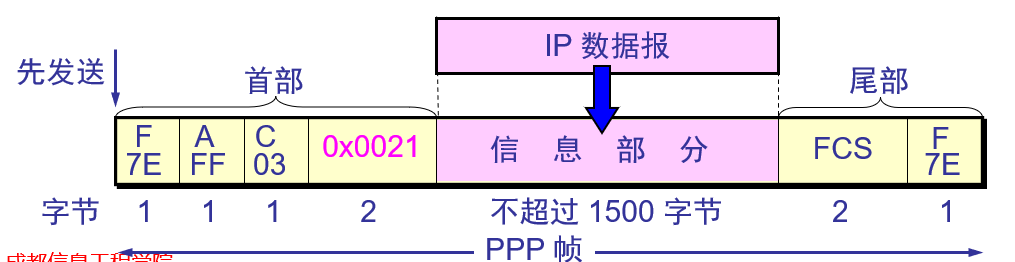 IP 数据报
先发送
首部
尾部
F A C 0x0021 信息部分 FCS F
7E FF 03 7E
字节 1 1 1 2 不超过 1500 字节 2 1
PPP 帧
成都信息工程学院